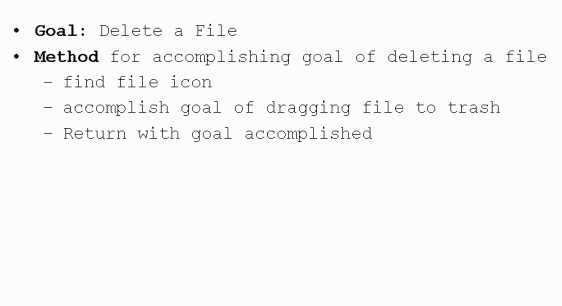 • Goal: Delete a File
• Method for accomplishing goal of deleting a file
– find file icon
– accomplish goal of dragging file to trash
– Return with goal accomplished